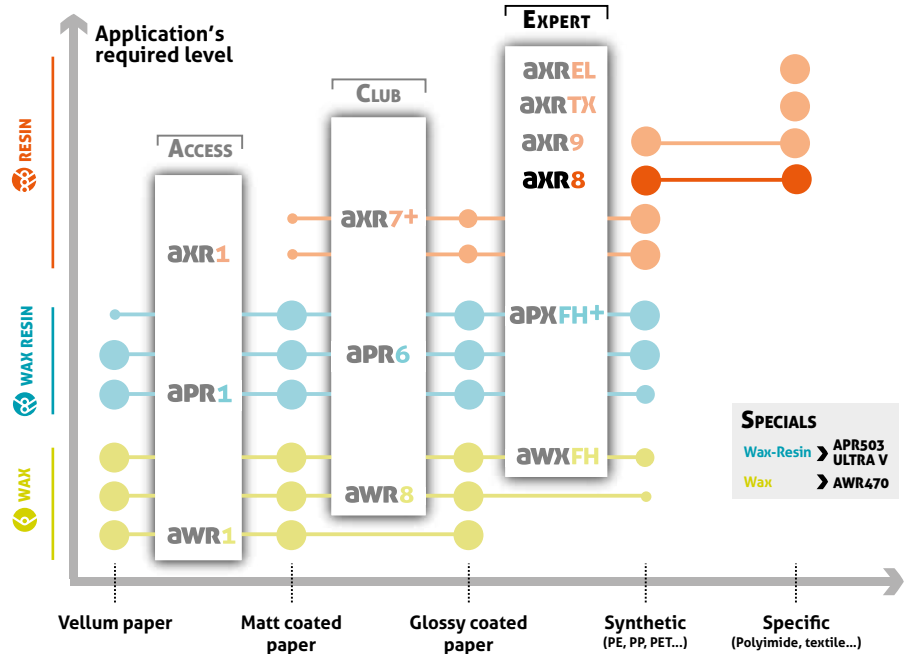 Application's
required level
EXPERT
CLUB
ACCESS
RESIN
WAX RESIN
WAX
aXREL
aXRTX
aXR9
aXR8
aXR7+
aXR1
aPXFH+
aPR6
aPR1
aWXFH
aWR8
aWR1
SPECIALS
Wax-Resin > APR503
ULTRA V
Wax > AWR470
Vellum paper
Matt coated
paper
Glossy coated
paper
Synthetic
(PE, PP, PET...)
Specific
(Polyimide, textile...)